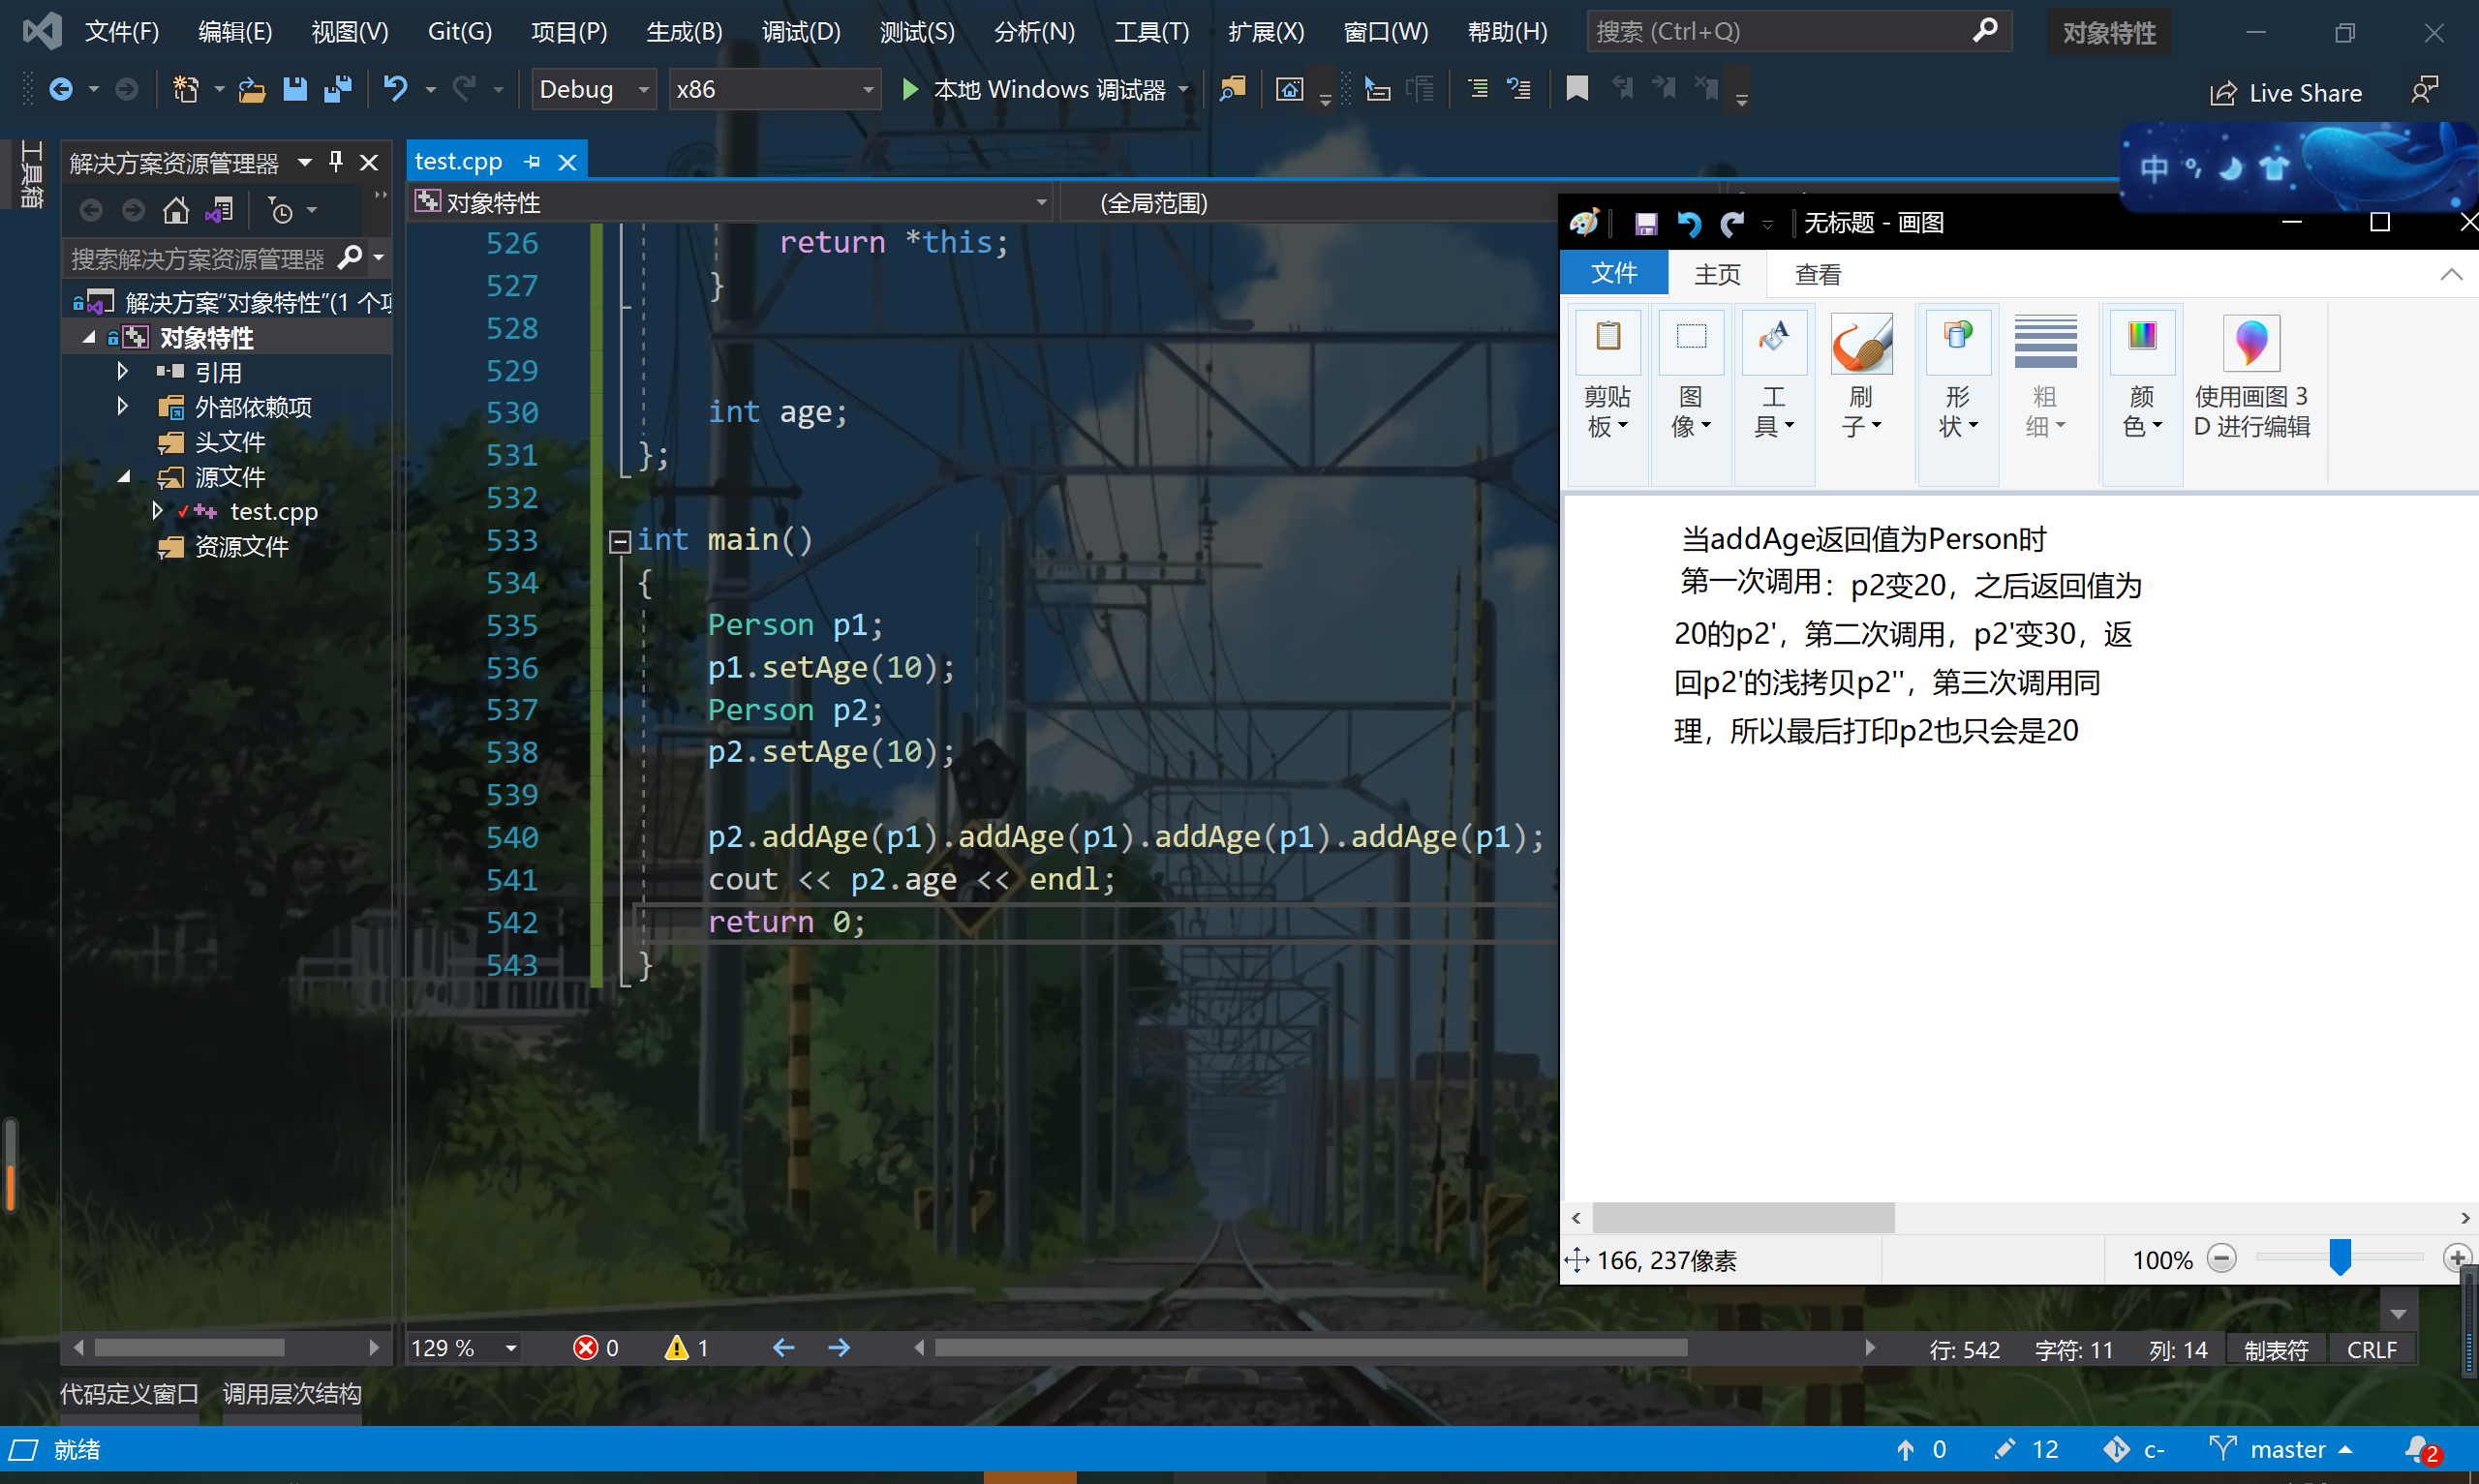 文件(F) 编辑(E) 视图(V) Git(G) 项目(P) 生成(B) 调试(D) 测试(S) 分析(N) 工具(T) 扩展(X) 窗口(W) 帮助(H) 搜索 (Ctrl+Q) 对象特性
Debug x86 本地 Windows 调试器 Live Share
工具箱
解决方案资源管理器
搜索解决方案资源管理器
解决方案"对象特性"(1 个项
对象特性
引用
外部依赖项
头文件
源文件
test.cpp
资源文件
test.cpp
对象特性 (全局范围)
526 return *this;
527 }
528
529
530 int age;
531 };
532
533 int main()
534 {
535 Person p1;
536 p1.setAge(10);
537 Person p2;
538 p2.setAge(10);
539
540 p2.addAge(p1).addAge(p1).addAge(p1).addAge(p1);
541 cout << p2.age << endl;
542 return 0;
543 }
中
无标题 - 画图
文件 主页 查看
剪贴板 图像 工具 刷子 形状 粗细 颜色 使用画图 3D 进行编辑
当addAge返回值为Person时
第一次调用：p2变20，之后返回值为
20的p2'，第二次调用，p2'变30，返
回p2'的浅拷贝p2''，第三次调用同
理，所以最后打印p2也只会是20
166, 237像素 100%
129 % 0 1 行: 542 字符: 11 列: 14 制表符 CRLF
代码定义窗口 调用层次结构
就绪 0 12 c- master 2